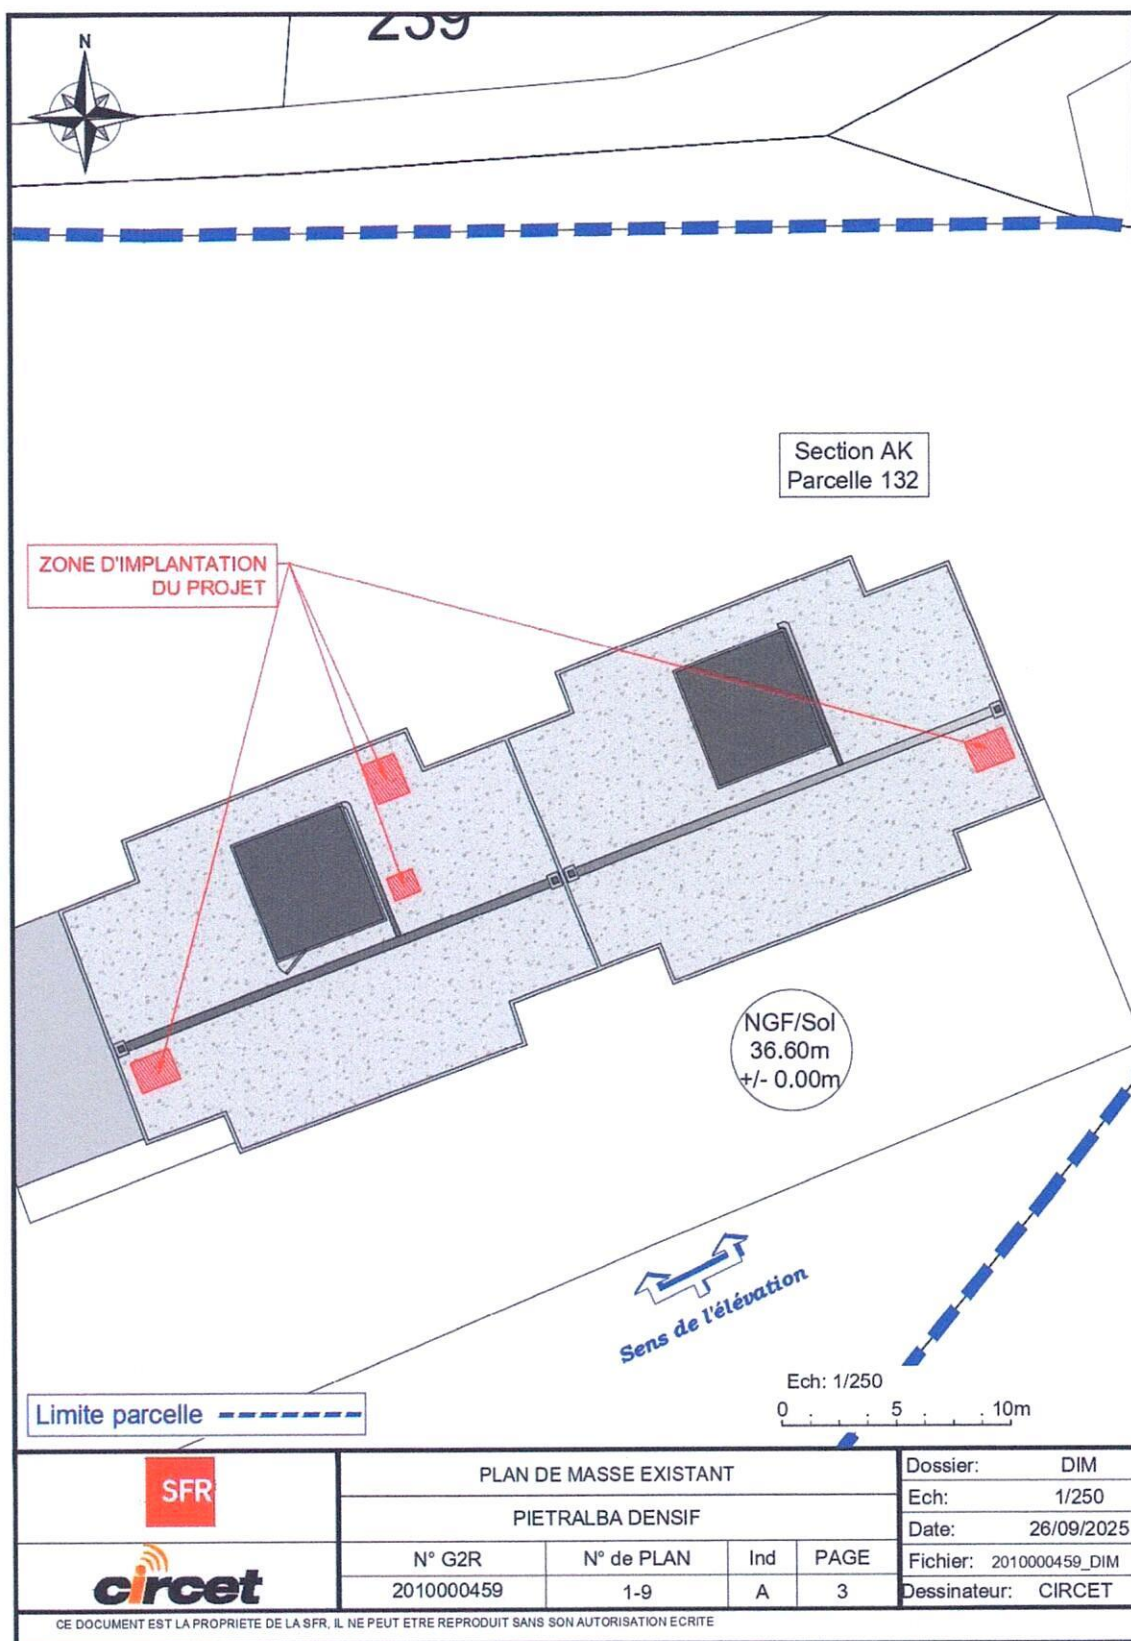 239
N
Section AK
Parcelle 132
ZONE D'IMPLANTATION
DU PROJET
NGF/Sol
36.60m
+/- 0.00m
Sens de l'élévation
Ech: 1/250
0 5 10m
Limite parcelle
SFR
circet
PLAN DE MASSE EXISTANT
PIETRALBA DENSIF
N° G2R N° de PLAN Ind PAGE
2010000459 1-9 A 3
Dossier: DIM
Ech: 1/250
Date: 26/09/2025
Fichier: 2010000459_DIM
Dessinateur: CIRCET
CE DOCUMENT EST LA PROPRIETE DE LA SFR, IL NE PEUT ETRE REPRODUIT SANS SON AUTORISATION ECRITE